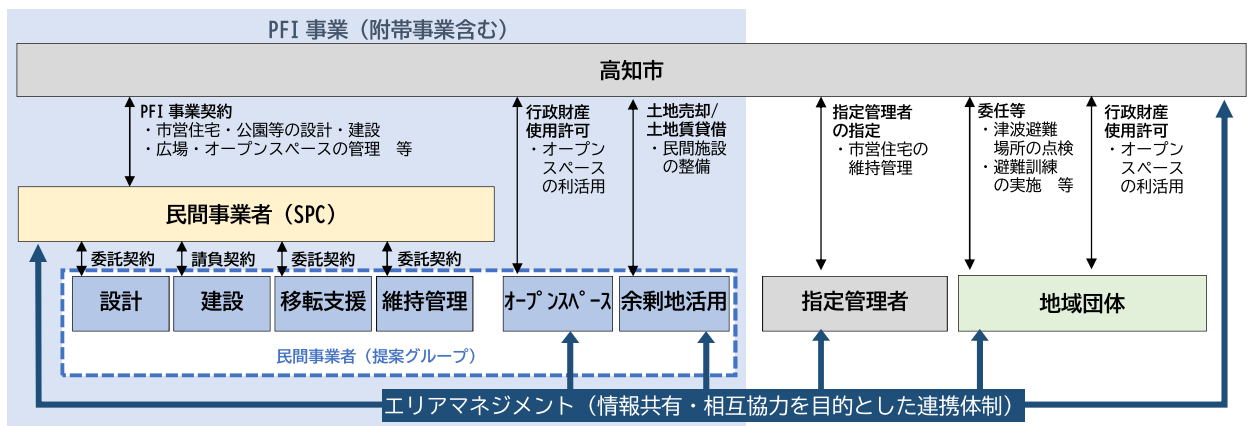 PFI 事業（附帯事業含む）
高知市
PFI 事業契約
・市営住宅・公園等の設計・建設
・広場・オープンスペースの管理　等
行政財産
使用許可
・オープン
スペース
の利活用
土地売却/
土地賃貸借
・民間施設
の整備
指定管理者
の指定
・市営住宅の
維持管理
委任等
・津波避難
場所の点検
・避難訓練
の実施　等
行政財産
使用許可
・オープン
スペース
の利活用
民間事業者（SPC）
委託契約
請負契約
委託契約
委託契約
設計
建設
移転支援
維持管理
ｵｰﾌﾟﾝｽﾍﾟｰｽ
余剰地活用
指定管理者
地域団体
民間事業者（提案グループ）
エリアマネジメント（情報共有・相互協力を目的とした連携体制）